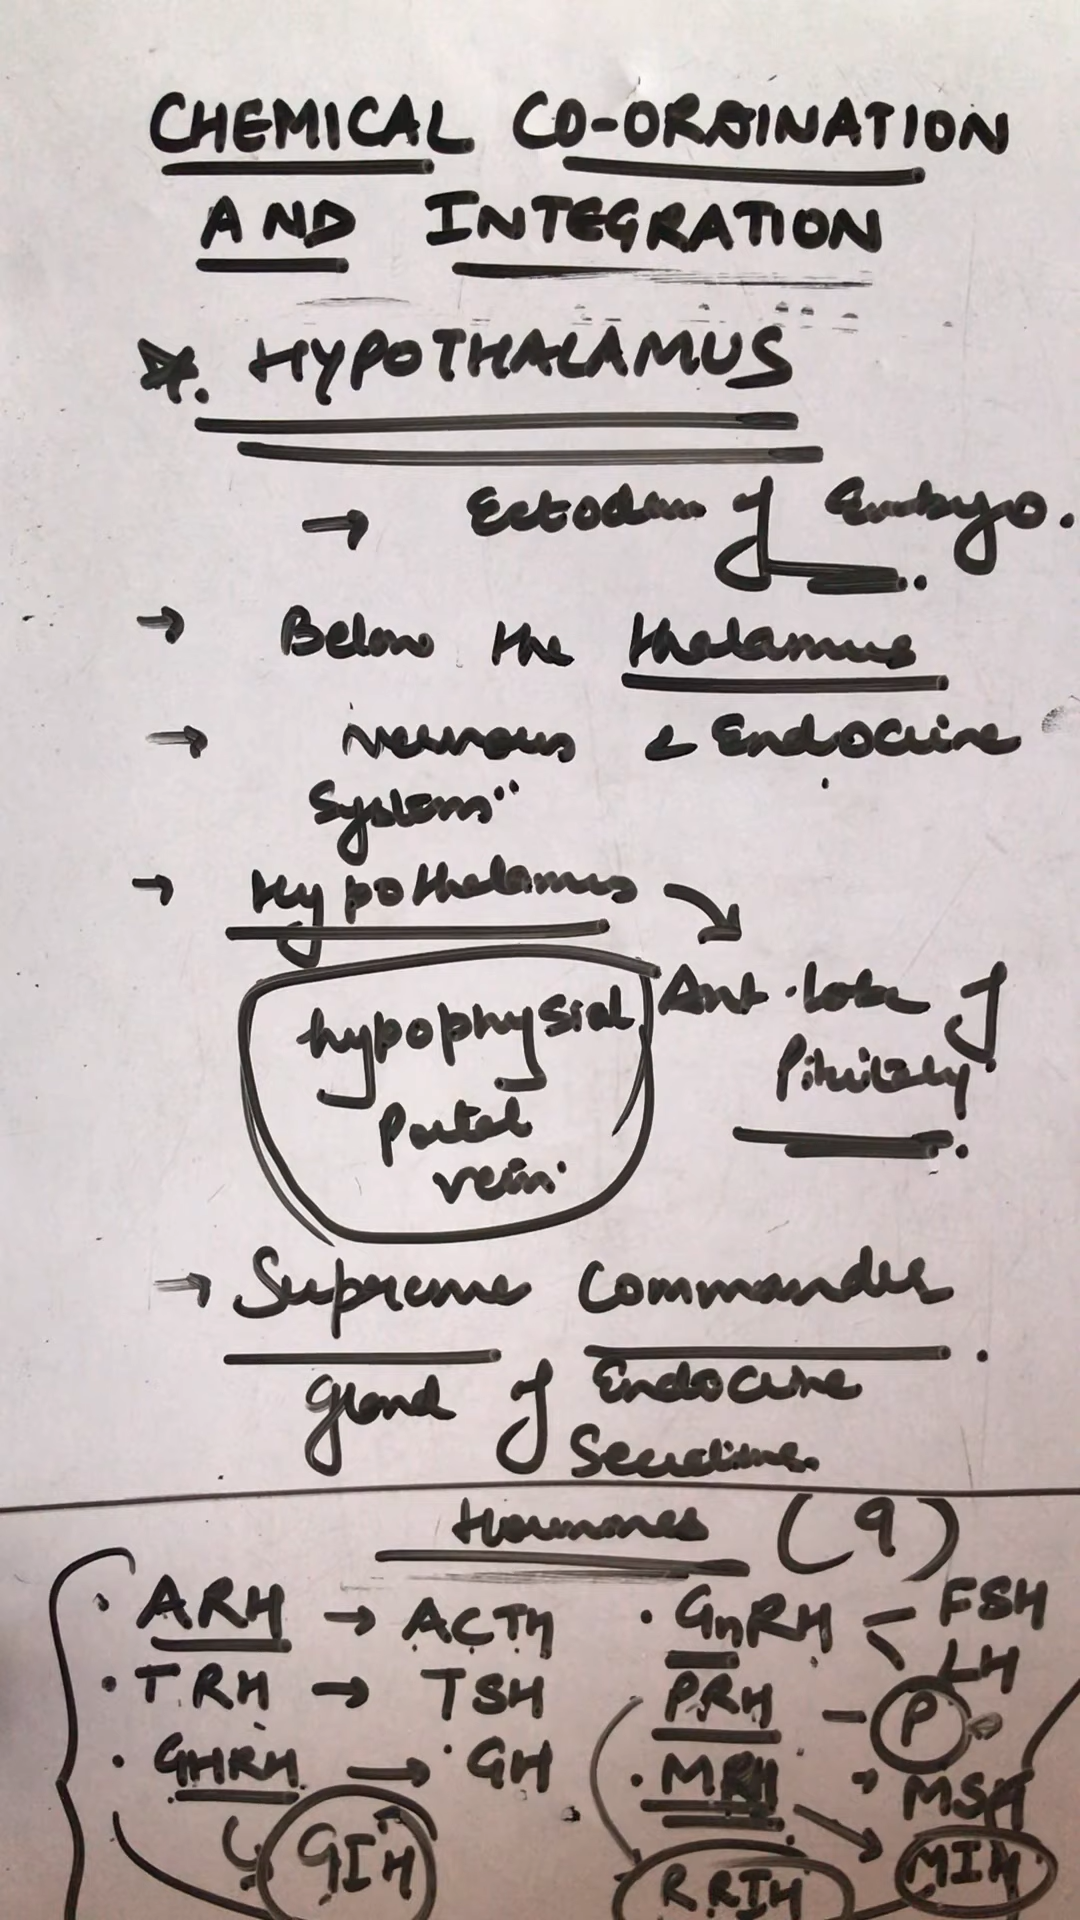 CHEMICAL CO-ORDINATION
AND INTEGRATION
* HYPOTHALAMUS
→ Ectoderm of Embryo.
→ Below the thalamus
→ Nervous & Endocrine
System"
→ Hypothalamus
Ant. lobe of
Pituitary
hypophysial
Portal
vein
→ Supreme Commander
Gland of Endocrine
Secretions.
Hormones (9)
• ARH → ACTH
• TRH → TSH
• GHRH → GH
GIH
• GnRH FSH
LH
PRH – P
• MRH → MSH
MIH